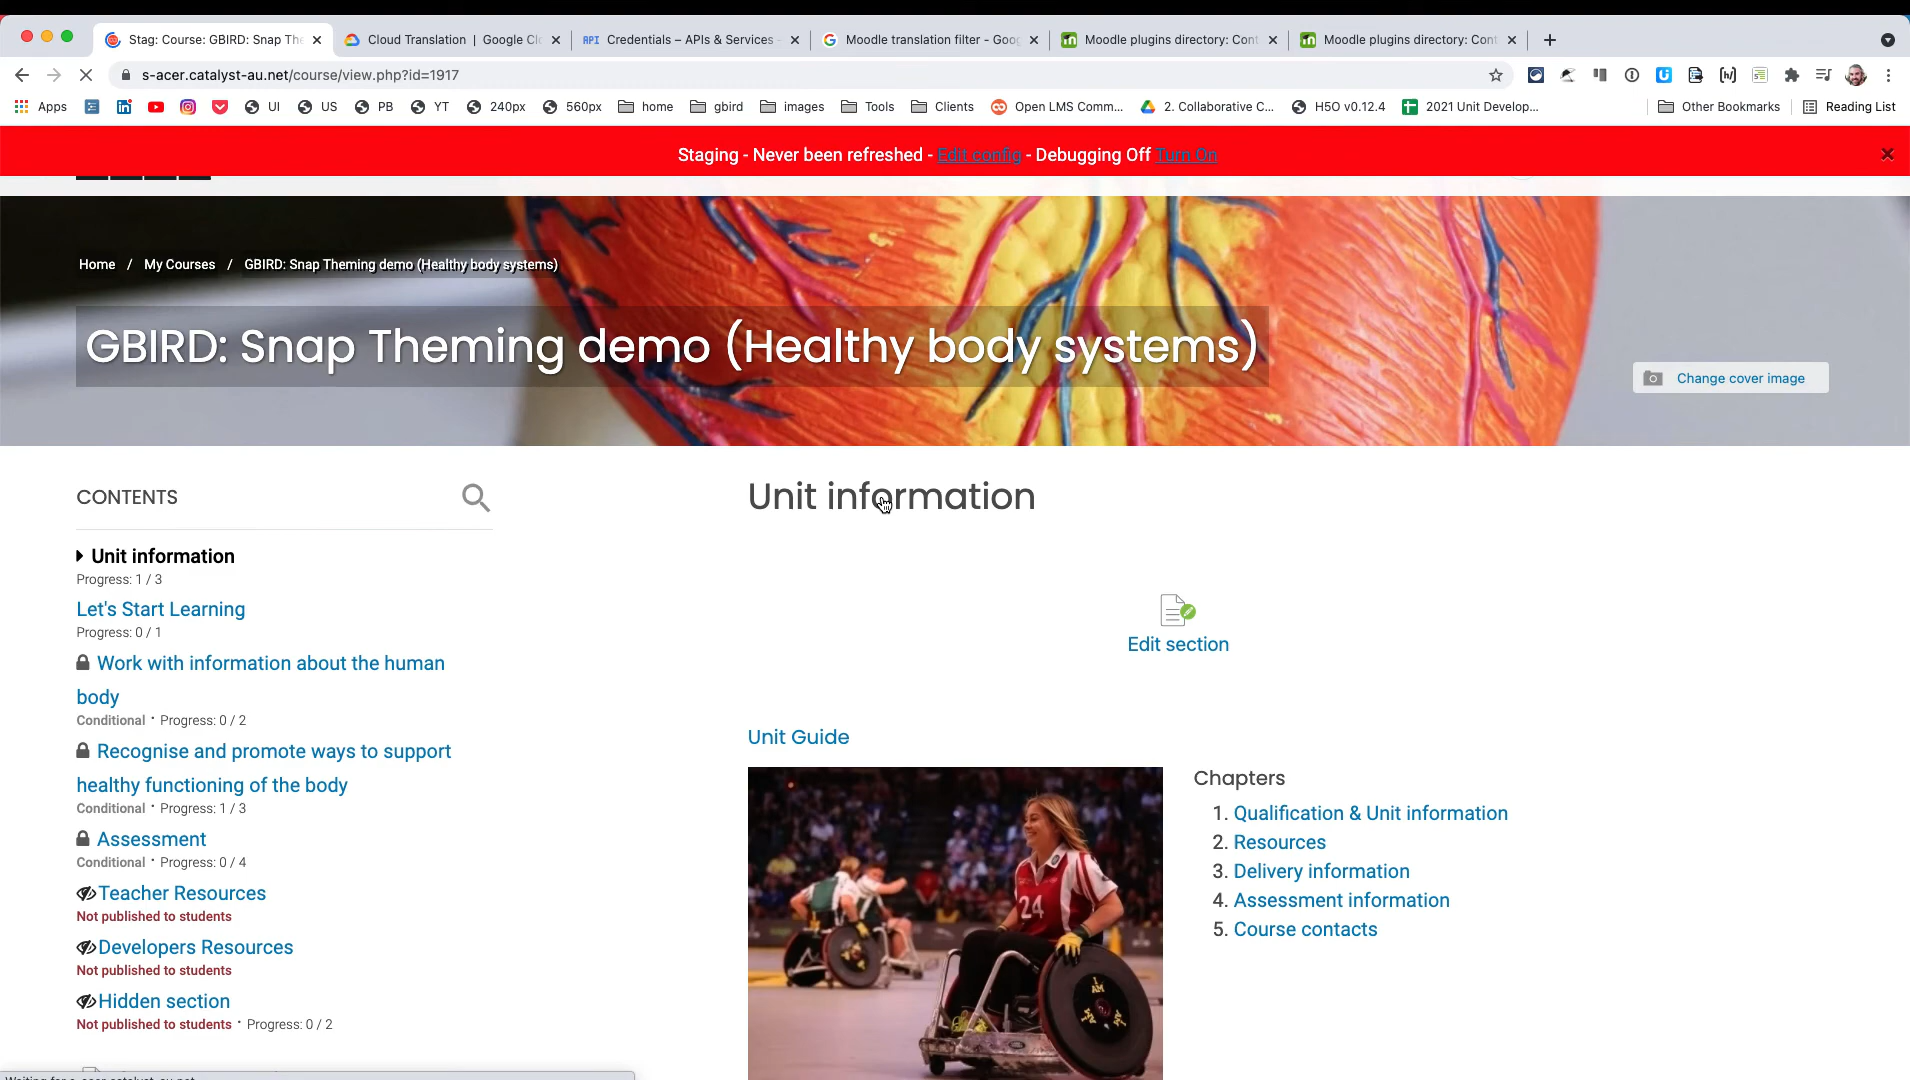 Stag: Course: GBIRD: Snap Th
Cloud Translation | Google Cl
API Credentials – APIs & Services -
Moodle translation filter - Goog
Moodle plugins directory: Cont
Moodle plugins directory: Cont
s-acer.catalyst-au.net/course/view.php?id=1917
Apps UI US PB YT 240px 560px home gbird images Tools Clients Open LMS Comm... 2. Collaborative C... H5O v0.12.4 2021 Unit Develop... Other Bookmarks Reading List
Staging - Never been refreshed - Edit config - Debugging Off Turn On
Home / My Courses / GBIRD: Snap Theming demo (Healthy body systems)
GBIRD: Snap Theming demo (Healthy body systems)
Change cover image
CONTENTS
Unit information
Progress: 1 / 3
Let's Start Learning
Progress: 0 / 1
Work with information about the human
body
Conditional · Progress: 0 / 2
Recognise and promote ways to support
healthy functioning of the body
Conditional · Progress: 1 / 3
Assessment
Conditional · Progress: 0 / 4
Teacher Resources
Not published to students
Developers Resources
Not published to students
Hidden section
Not published to students · Progress: 0 / 2
Unit information
Edit section
Unit Guide
24
I
AM
Chapters
1. Qualification & Unit information
2. Resources
3. Delivery information
4. Assessment information
5. Course contacts